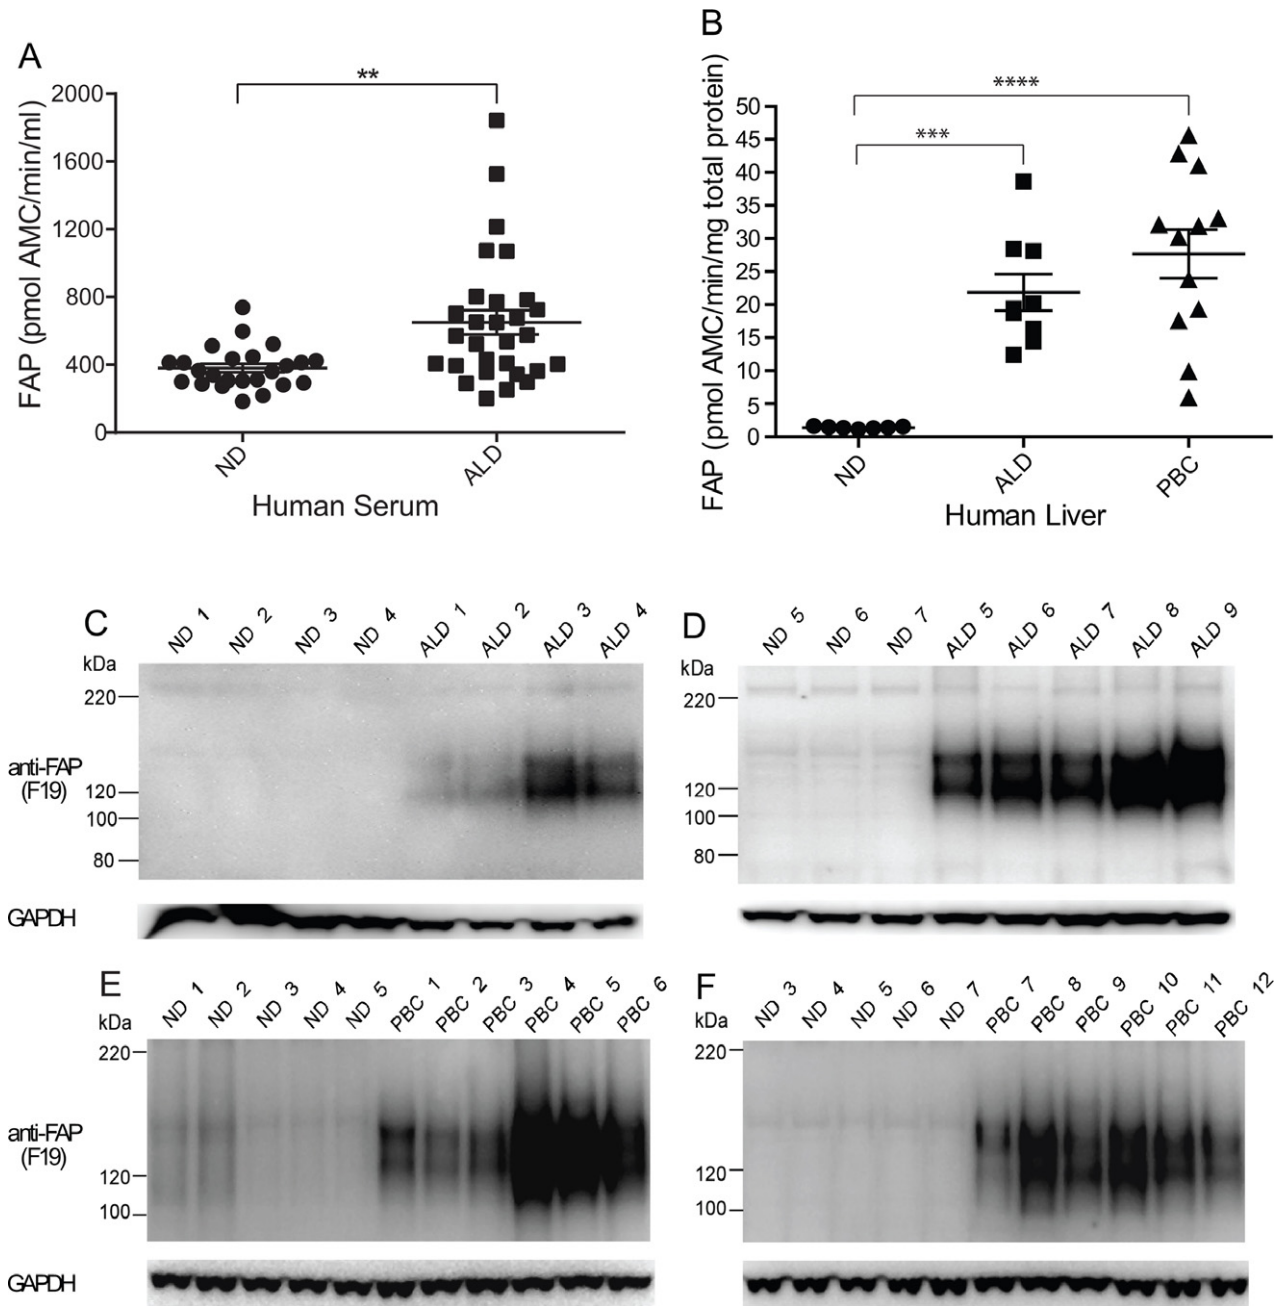 A
**
FAP (pmol AMC/min/ml)
2000
1600
1200
800
400
0
ND
ALD
Human Serum
B
****
***
FAP (pmol AMC/min/mg total protein)
50
45
40
35
30
25
20
15
10
5
0
ND
ALD
PBC
Human Liver
C
ND 1 ND 2 ND 3 ND 4 ALD 1 ALD 2 ALD 3 ALD 4
kDa
220
anti-FAP
(F19)
120
100
80
GAPDH
D
ND 5 ND 6 ND 7 ALD 5 ALD 6 ALD 7 ALD 8 ALD 9
220
120
100
80
E
ND 1 ND 2 ND 3 ND 4 ND 5 PBC 1 PBC 2 PBC 3 PBC 4 PBC 5 PBC 6
kDa
220
anti-FAP
(F19)
120
100
GAPDH
F
ND 3 ND 4 ND 5 ND 6 ND 7 PBC 7 PBC 8 PBC 9 PBC 10 PBC 11 PBC 12
kDa
220
120
100